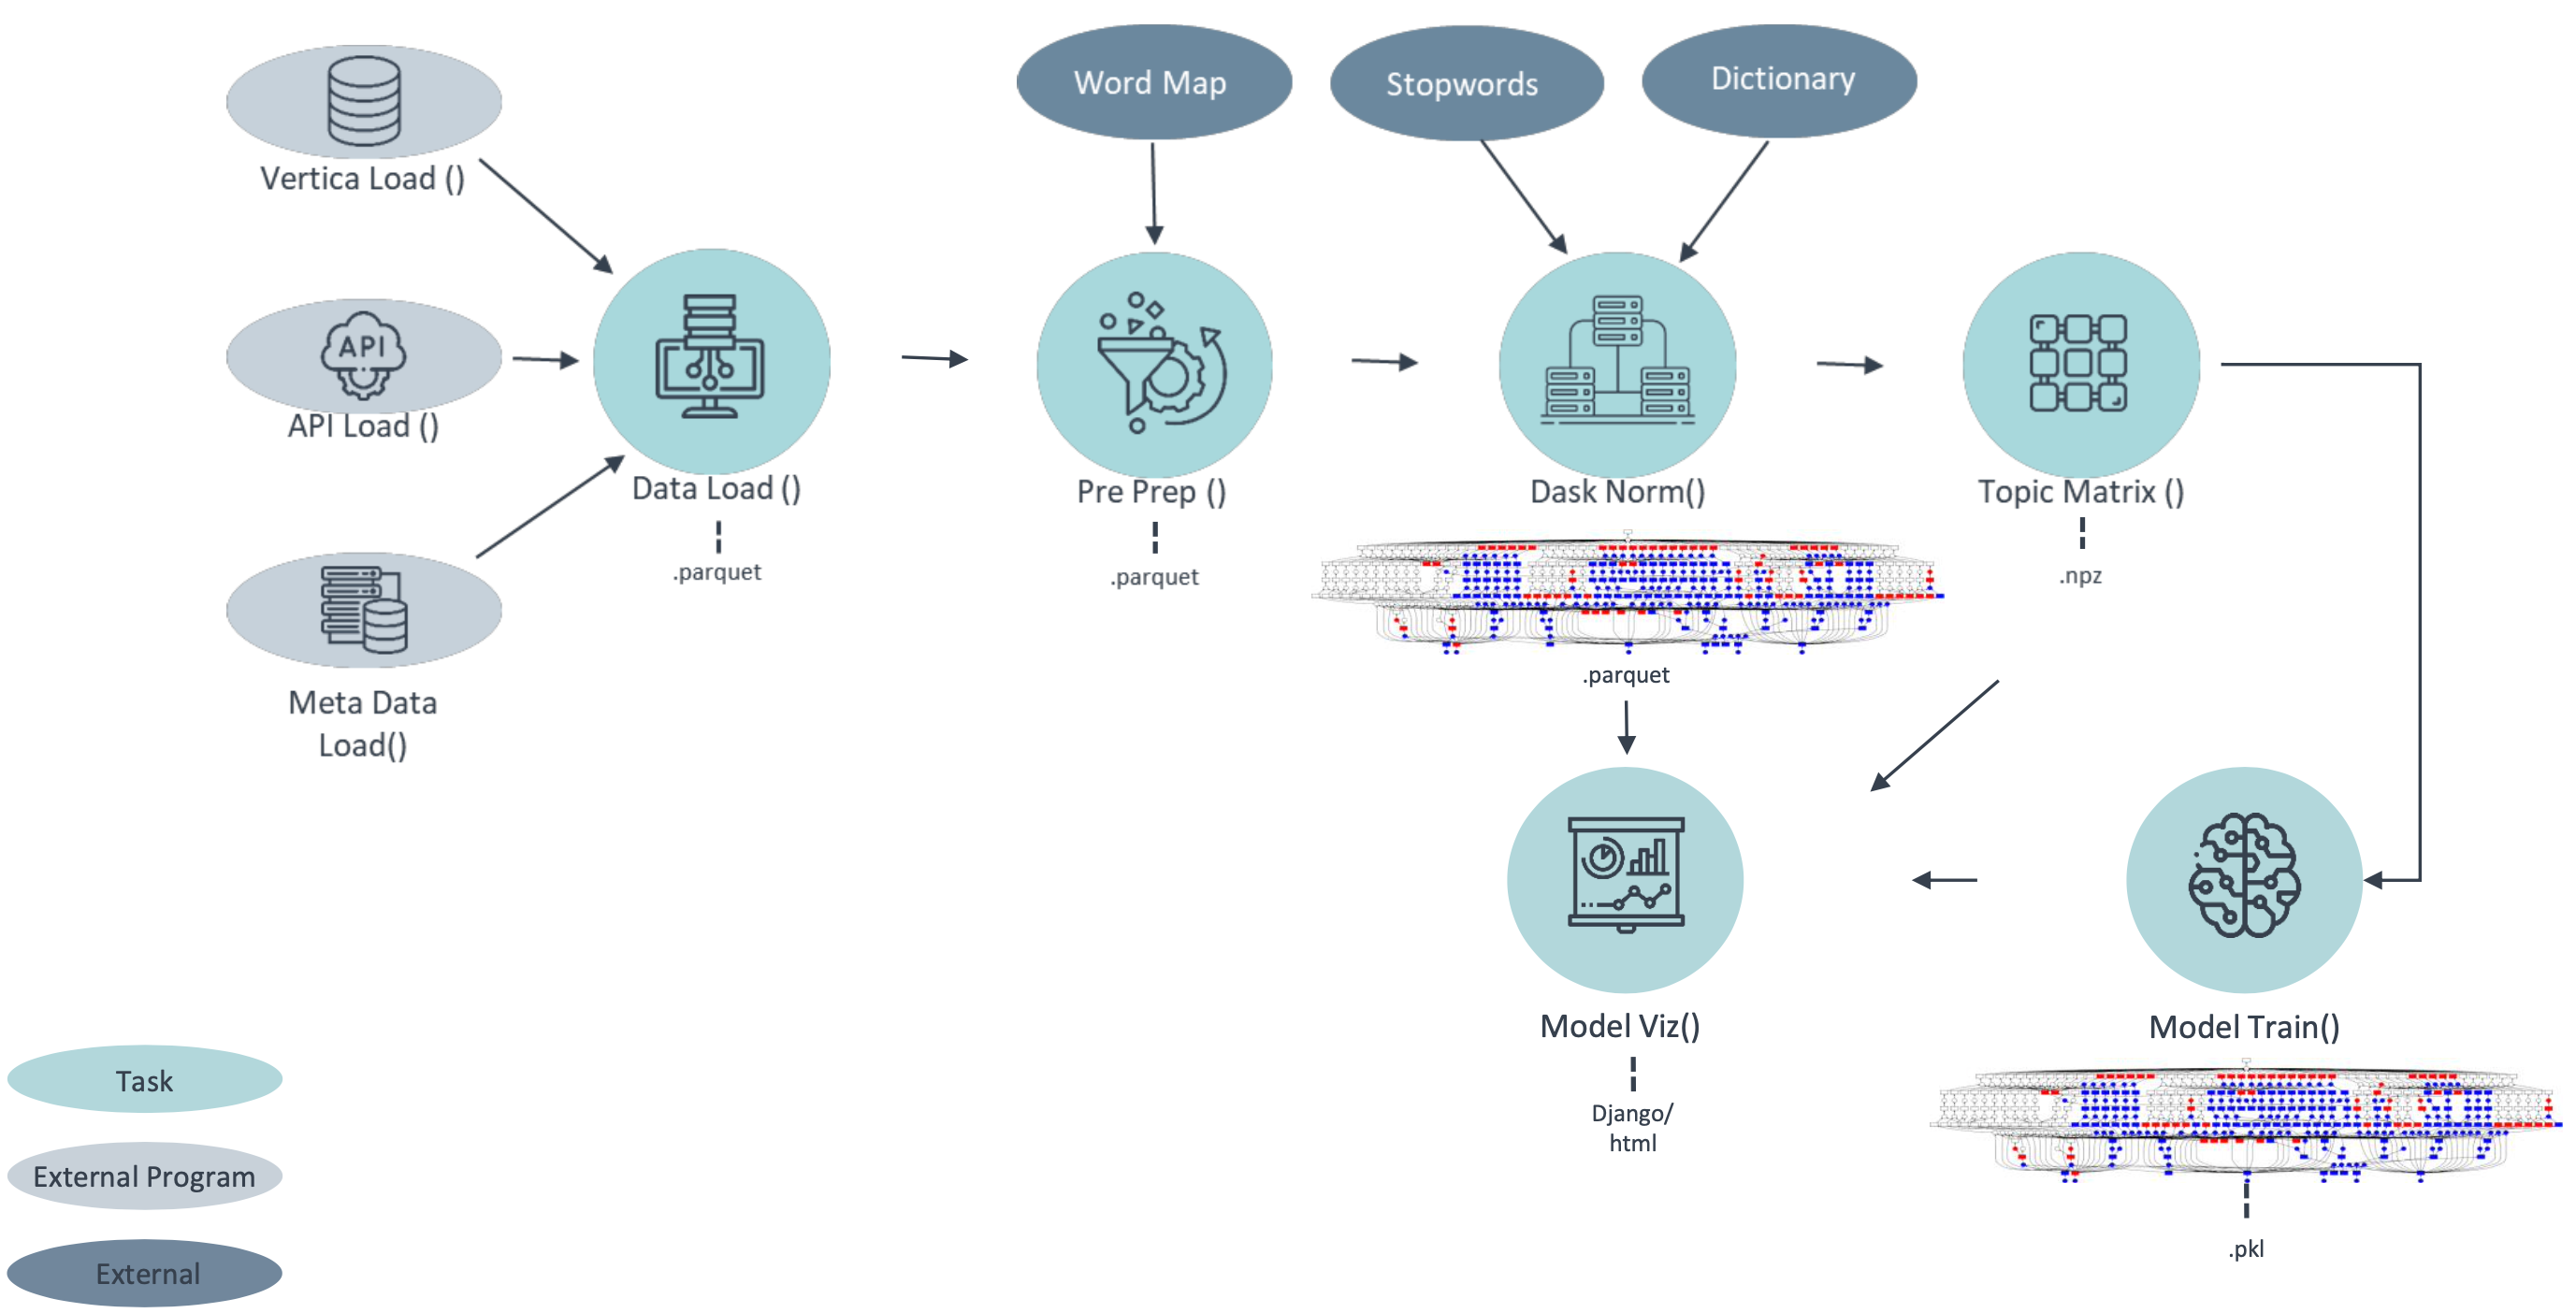 Word Map
Stopwords
Dictionary
Vertica Load ()
API
API Load ()
Meta Data
Load()
Data Load ()
.parquet
Pre Prep ()
.parquet
Dask Norm()
.parquet
Topic Matrix ()
.npz
Model Viz()
Django/
html
Model Train()
.pkl
Task
External Program
External